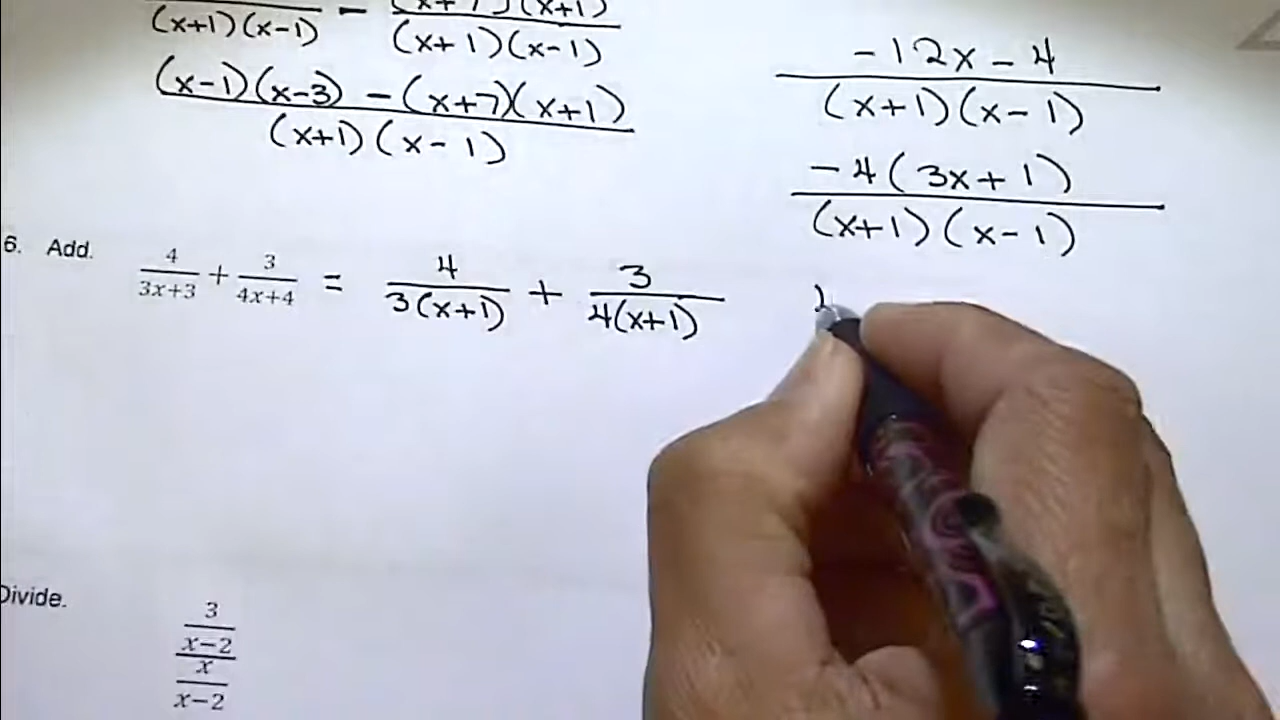 (x+1)(x-1) - (x+7)(x+1)
(x+1)(x-1)
(x-1)(x-3) - (x+7)(x+1)
(x+1)(x-1)
-12x-4
(x+1)(x-1)
-4(3x+1)
(x+1)(x-1)
6. Add. 4/3x+3 + 3/4x+4 = 4/3(x+1) + 3/4(x+1)
Divide.
3
x-2
x
x-2